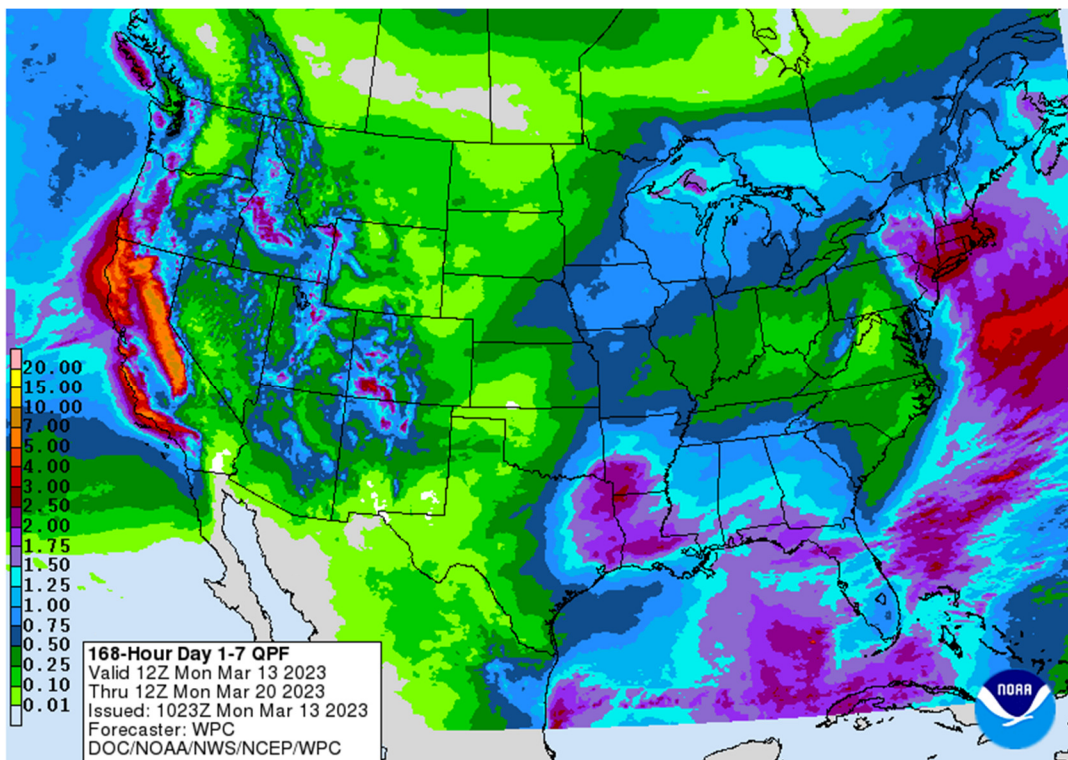 20.00
15.00
10.00
7.00
5.00
4.00
3.00
2.50
2.00
1.75
1.50
1.25
1.00
0.75
0.50
0.25
0.10
0.01
168-Hour Day 1-7 QPF
Valid 12Z Mon Mar 13 2023
Thru 12Z Mon Mar 20 2023
Issued: 1023Z Mon Mar 13 2023
Forecaster: WPC
DOC/NOAA/NWS/NCEP/WPC
NOAA